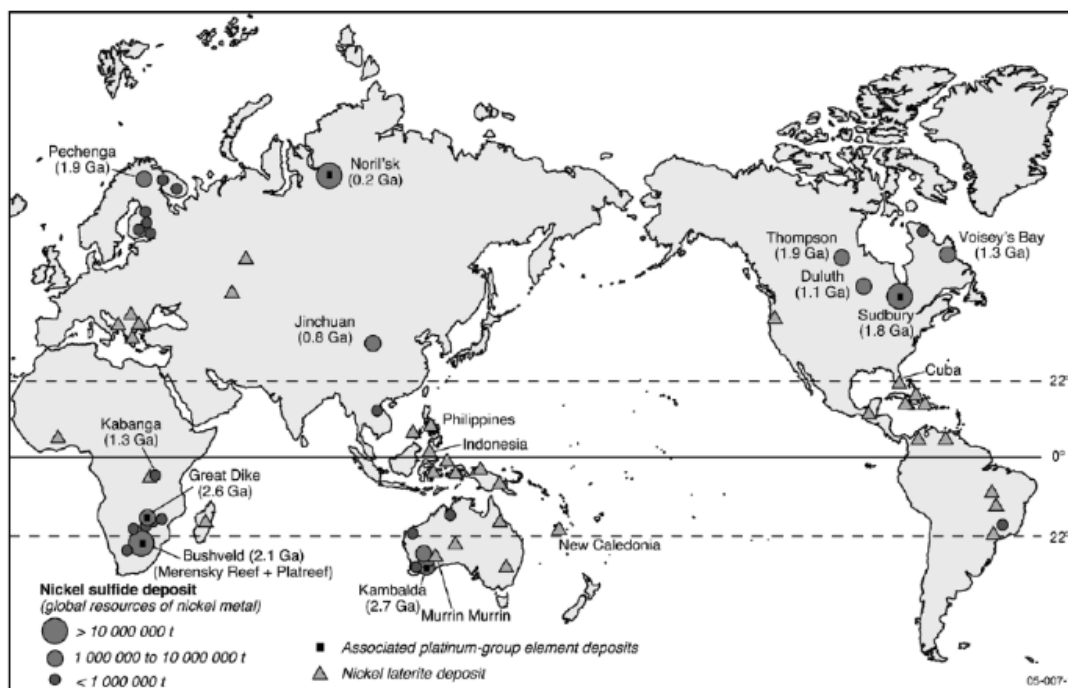 Pechenga
(1.9 Ga)
Noril'sk
(0.2 Ga)
Thompson
(1.9 Ga)
Voisey's Bay
(1.3 Ga)
Duluth
(1.1 Ga)
Sudbury
(1.8 Ga)
Jinchuan
(0.8 Ga)
Cuba
22°
Kabanga
(1.3 Ga)
Philippines
Indonesia
0°
Great Dike
(2.6 Ga)
22°
New Caledonia
Bushveld (2.1 Ga)
(Merensky Reef + Platreef)
Kambalda
(2.7 Ga)
Murrin Murrin
Nickel sulfide deposit
(global resources of nickel metal)
> 10 000 000 t
1 000 000 to 10 000 000 t
< 1 000 000 t
Associated platinum-group element deposits
Nickel laterite deposit
05-007-